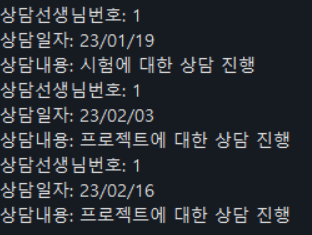 상담선생님번호: 1
상담일자: 23/01/19
상담내용: 시험에 대한 상담 진행
상담선생님번호: 1
상담일자: 23/02/03
상담내용: 프로젝트에 대한 상담 진행
상담선생님번호: 1
상담일자: 23/02/16
상담내용: 프로젝트에 대한 상담 진행